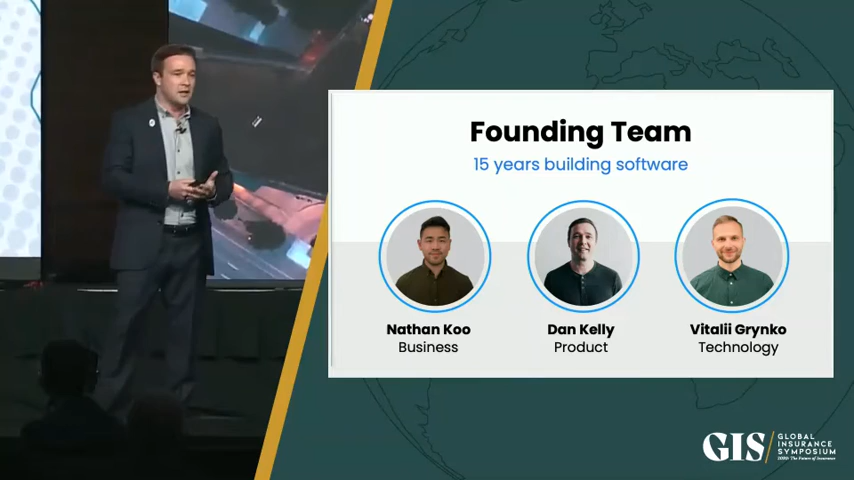 Founding Team
15 years building software
Nathan Koo
Business
Dan Kelly
Product
Vitalii Grynko
Technology
GIS
GLOBAL
INSURANCE
SYMPOSIUM